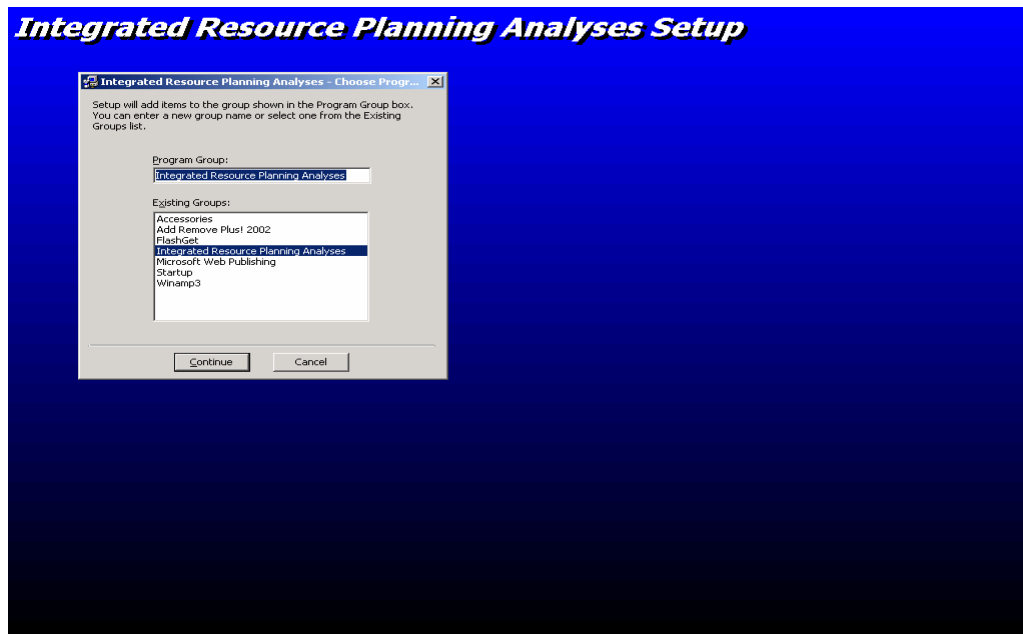 Integrated Resource Planning Analyses Setup
Integrated Resource Planning Analyses - Choose Progr...
Setup will add items to the group shown in the Program Group box.
You can enter a new group name or select one from the Existing
Groups list.
Program Group:
Integrated Resource Planning Analyses
Existing Groups:
Accessories
Add Remove Plus! 2002
FlashGet
Integrated Resource Planning Analyses
Microsoft Web Publishing
Startup
Winamp3
Continue
Cancel